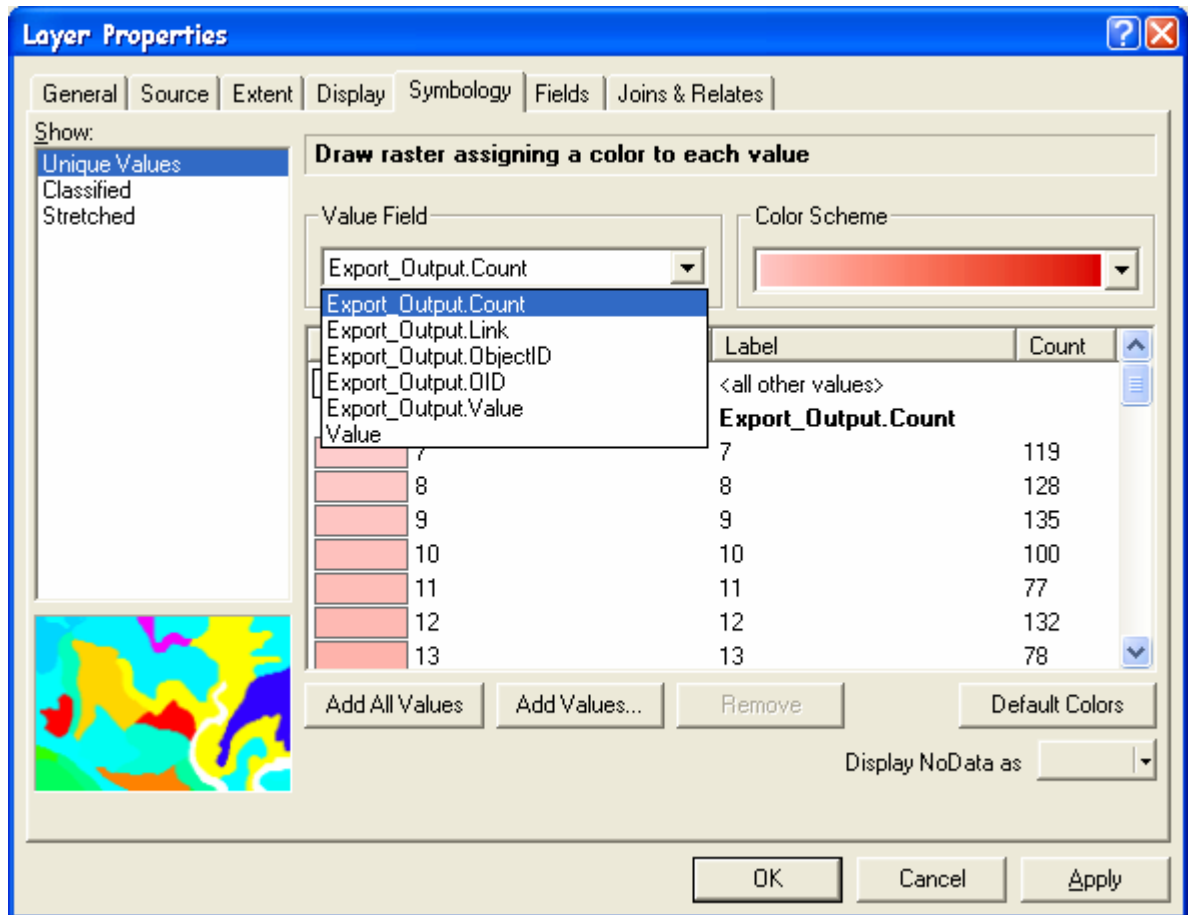 Layer Properties
General Source Extent Display Symbology Fields Joins & Relates
Show:
Unique Values
Classified
Stretched
Draw raster assigning a color to each value
Value Field
Color Scheme
Export_Output.Count
Export_Output.Count
Export_Output.Link
Export_Output.ObjectID
Export_Output.OID
Export_Output.Value
Value
Label Count
<all other values>
Export_Output.Count
7 7 119
8 8 128
9 9 135
10 10 100
11 11 77
12 12 132
13 13 78
Add All Values Add Values... Remove Default Colors
Display NoData as
OK Cancel Apply